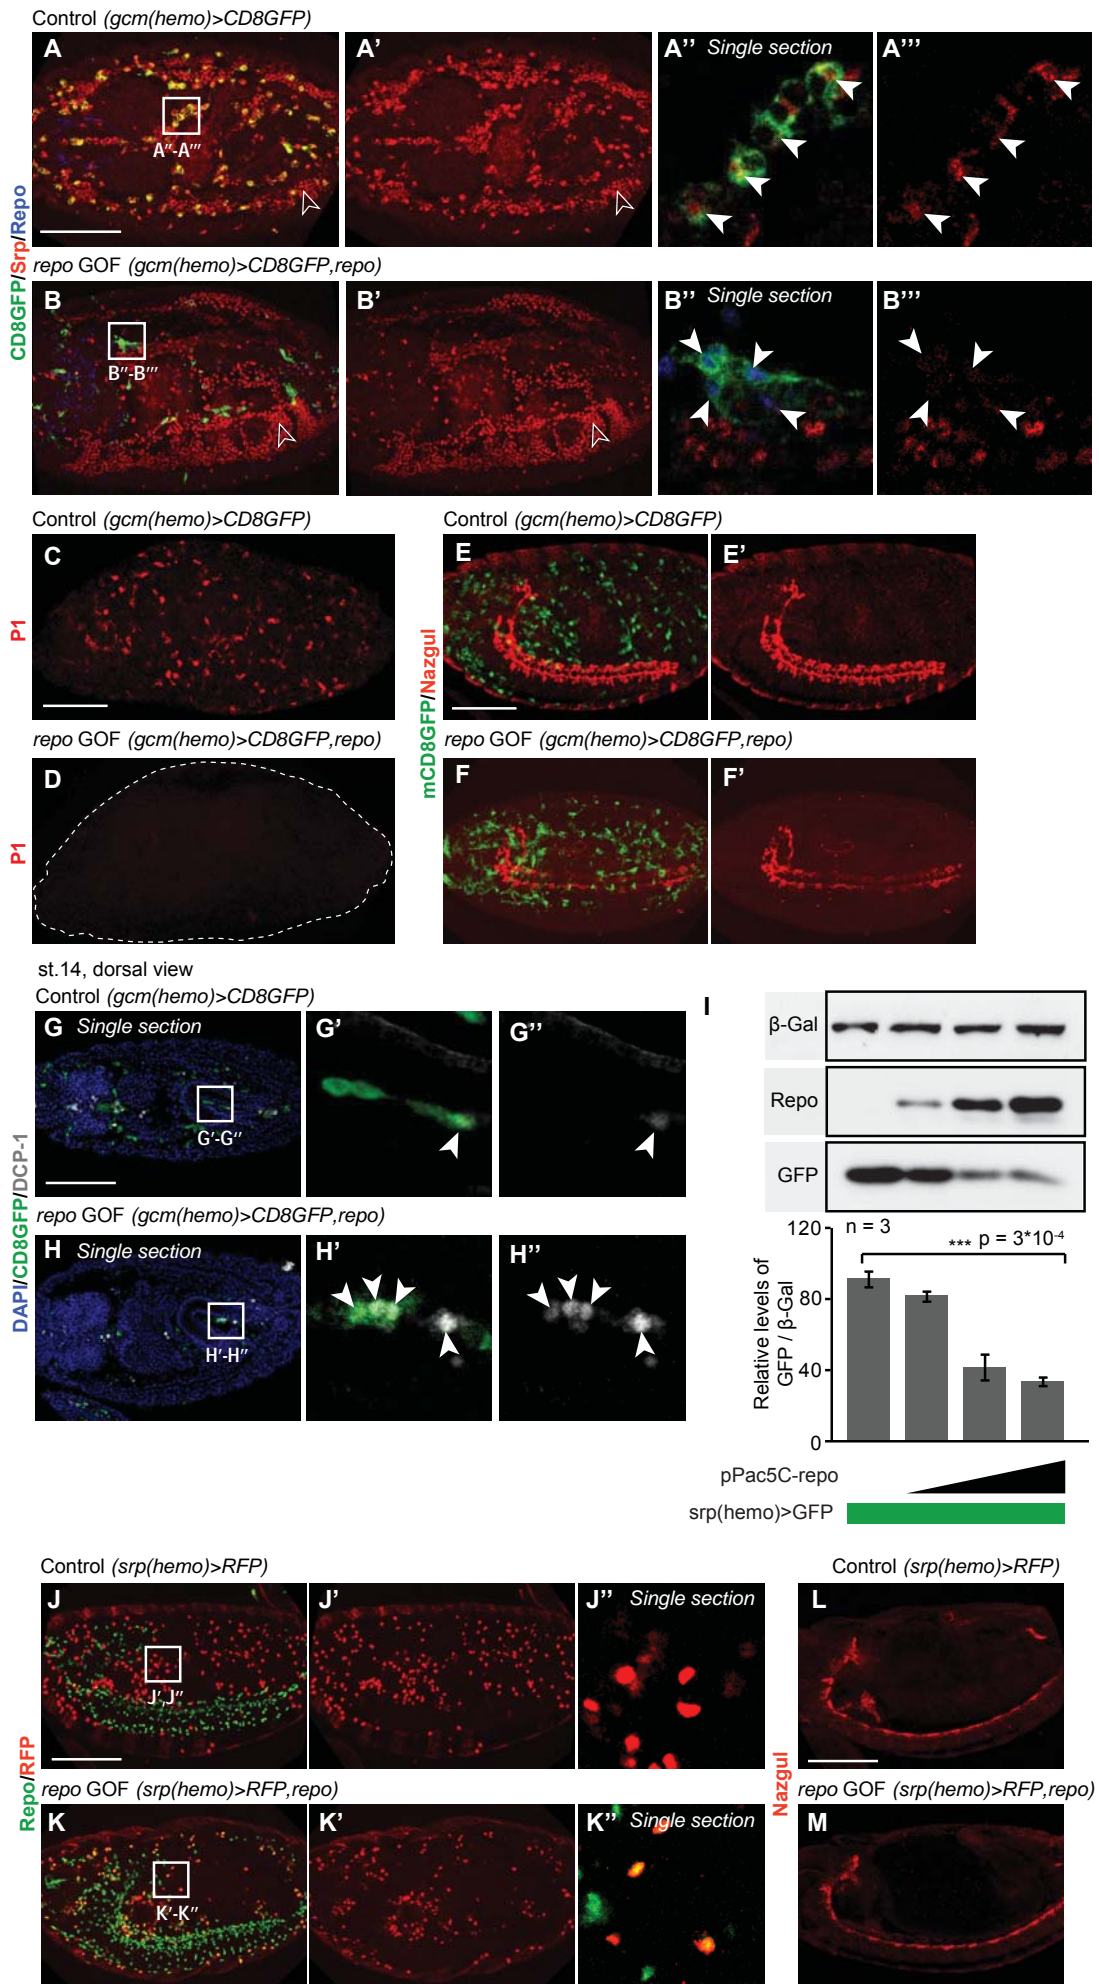 Control (gcm(hemo)>CD8GFP)
CD8GFP/Srp/Repo
A
A’’-A’’’
A’
A’’ Single section
A’’’
repo GOF (gcm(hemo)>CD8GFP,repo)
B
B’’-B’’’
B’
B’’ Single section
B’’’
Control (gcm(hemo)>CD8GFP)
P1
C
repo GOF (gcm(hemo)>CD8GFP,repo)
P1
D
Control (gcm(hemo)>CD8GFP)
mCD8GFP/Nazgul
E
E’
repo GOF (gcm(hemo)>CD8GFP,repo)
F
F’
st.14, dorsal view
Control (gcm(hemo)>CD8GFP)
DAPI/CD8GFP/DCP-1
G Single section
G’-G’’
G’
G’’
repo GOF (gcm(hemo)>CD8GFP,repo)
H Single section
H’-H’’
H’
H’’
I
β-Gal
Repo
GFP
n = 3
*** p = 3*10-4
Relative levels of
GFP / β-Gal
120
80
40
0
pPac5C-repo
srp(hemo)>GFP
Control (srp(hemo)>RFP)
Repo/RFP
J
J’,J’’
J’
J’’ Single section
repo GOF (srp(hemo)>RFP,repo)
K
K’-K’’
K’
K’’ Single section
Control (srp(hemo)>RFP)
Nazgul
L
repo GOF (srp(hemo)>RFP,repo)
M